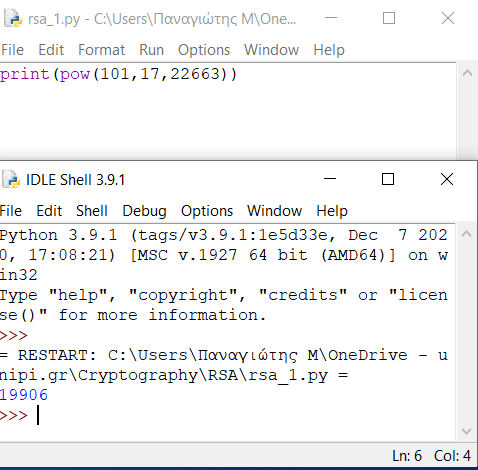 rsa_1.py - C:\Users\Παναγιώτης Μ\One...
File Edit Format Run Options Window Help
print(pow(101,17,22663))
IDLE Shell 3.9.1
File Edit Shell Debug Options Window Help
Python 3.9.1 (tags/v3.9.1:1e5d33e, Dec  7 202
0, 17:08:21) [MSC v.1927 64 bit (AMD64)] on w
in32
Type "help", "copyright", "credits" or "licen
se()" for more information.
>>>
= RESTART: C:\Users\Παναγιώτης Μ\OneDrive - u
nipi.gr\Cryptography\RSA\rsa_1.py =
19906
>>>
Ln: 6 Col: 4